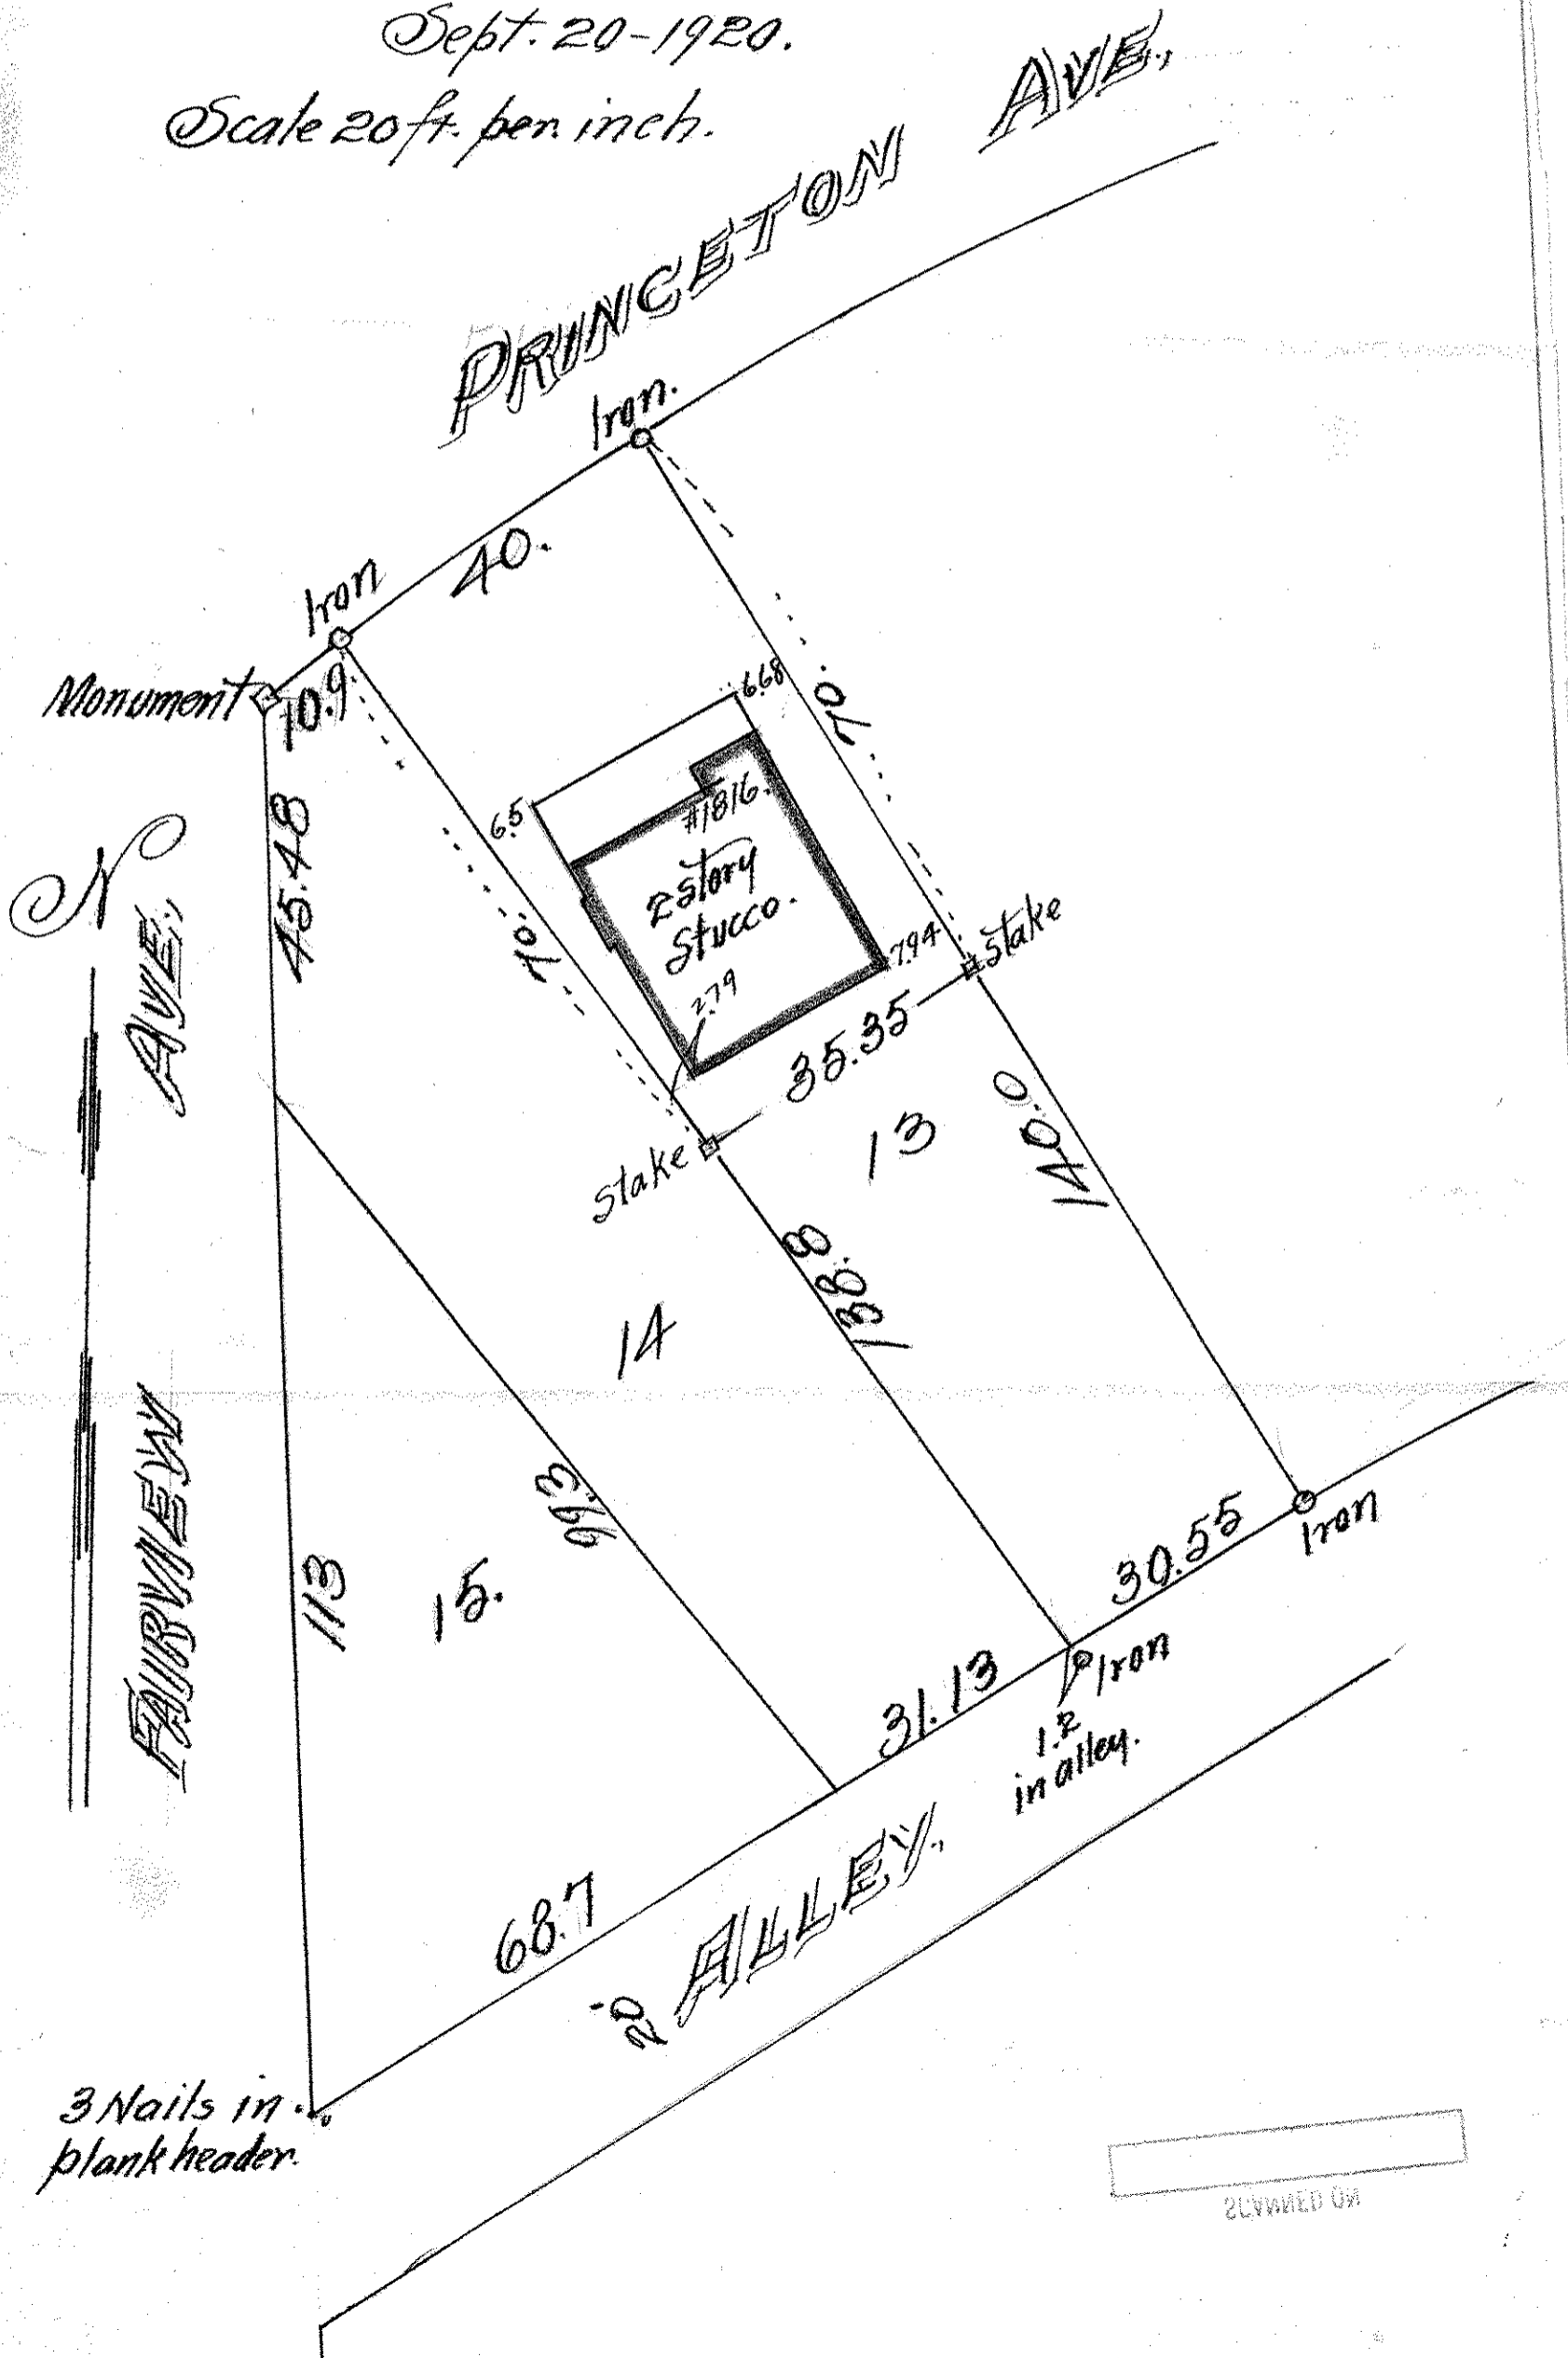 Sept. 20-1920.
Scale 20 ft. per. inch.
PRINCETON AVE.,
Iron.
Iron
40.
Monument
10.9
6.68
70.
6.5
#1816.
2 story
stucco.
45.48
N
70.
2.79
7.94
stake
35.35
FAIRVIEW AVE.,
stake
13
140.0
138.8
14
99.3
113
15.
30.55
Iron
31.13
Iron
1.2
in alley.
68.7
20' ALLEY.
3 Nails in
plank header.
SCANNED ON